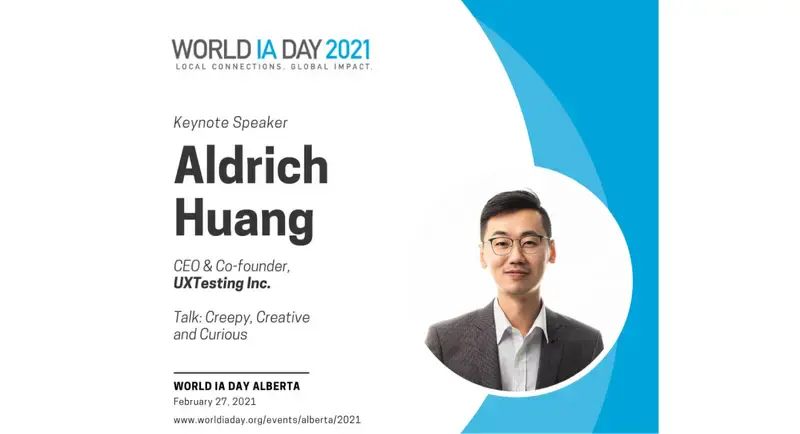 WORLD IA DAY 2021
LOCAL CONNECTIONS. GLOBAL IMPACT.
Keynote Speaker
Aldrich
Huang
CEO & Co-founder,
UXTesting Inc.
Talk: Creepy, Creative
and Curious
WORLD IA DAY ALBERTA
February 27, 2021
www.worldiaday.org/events/alberta/2021